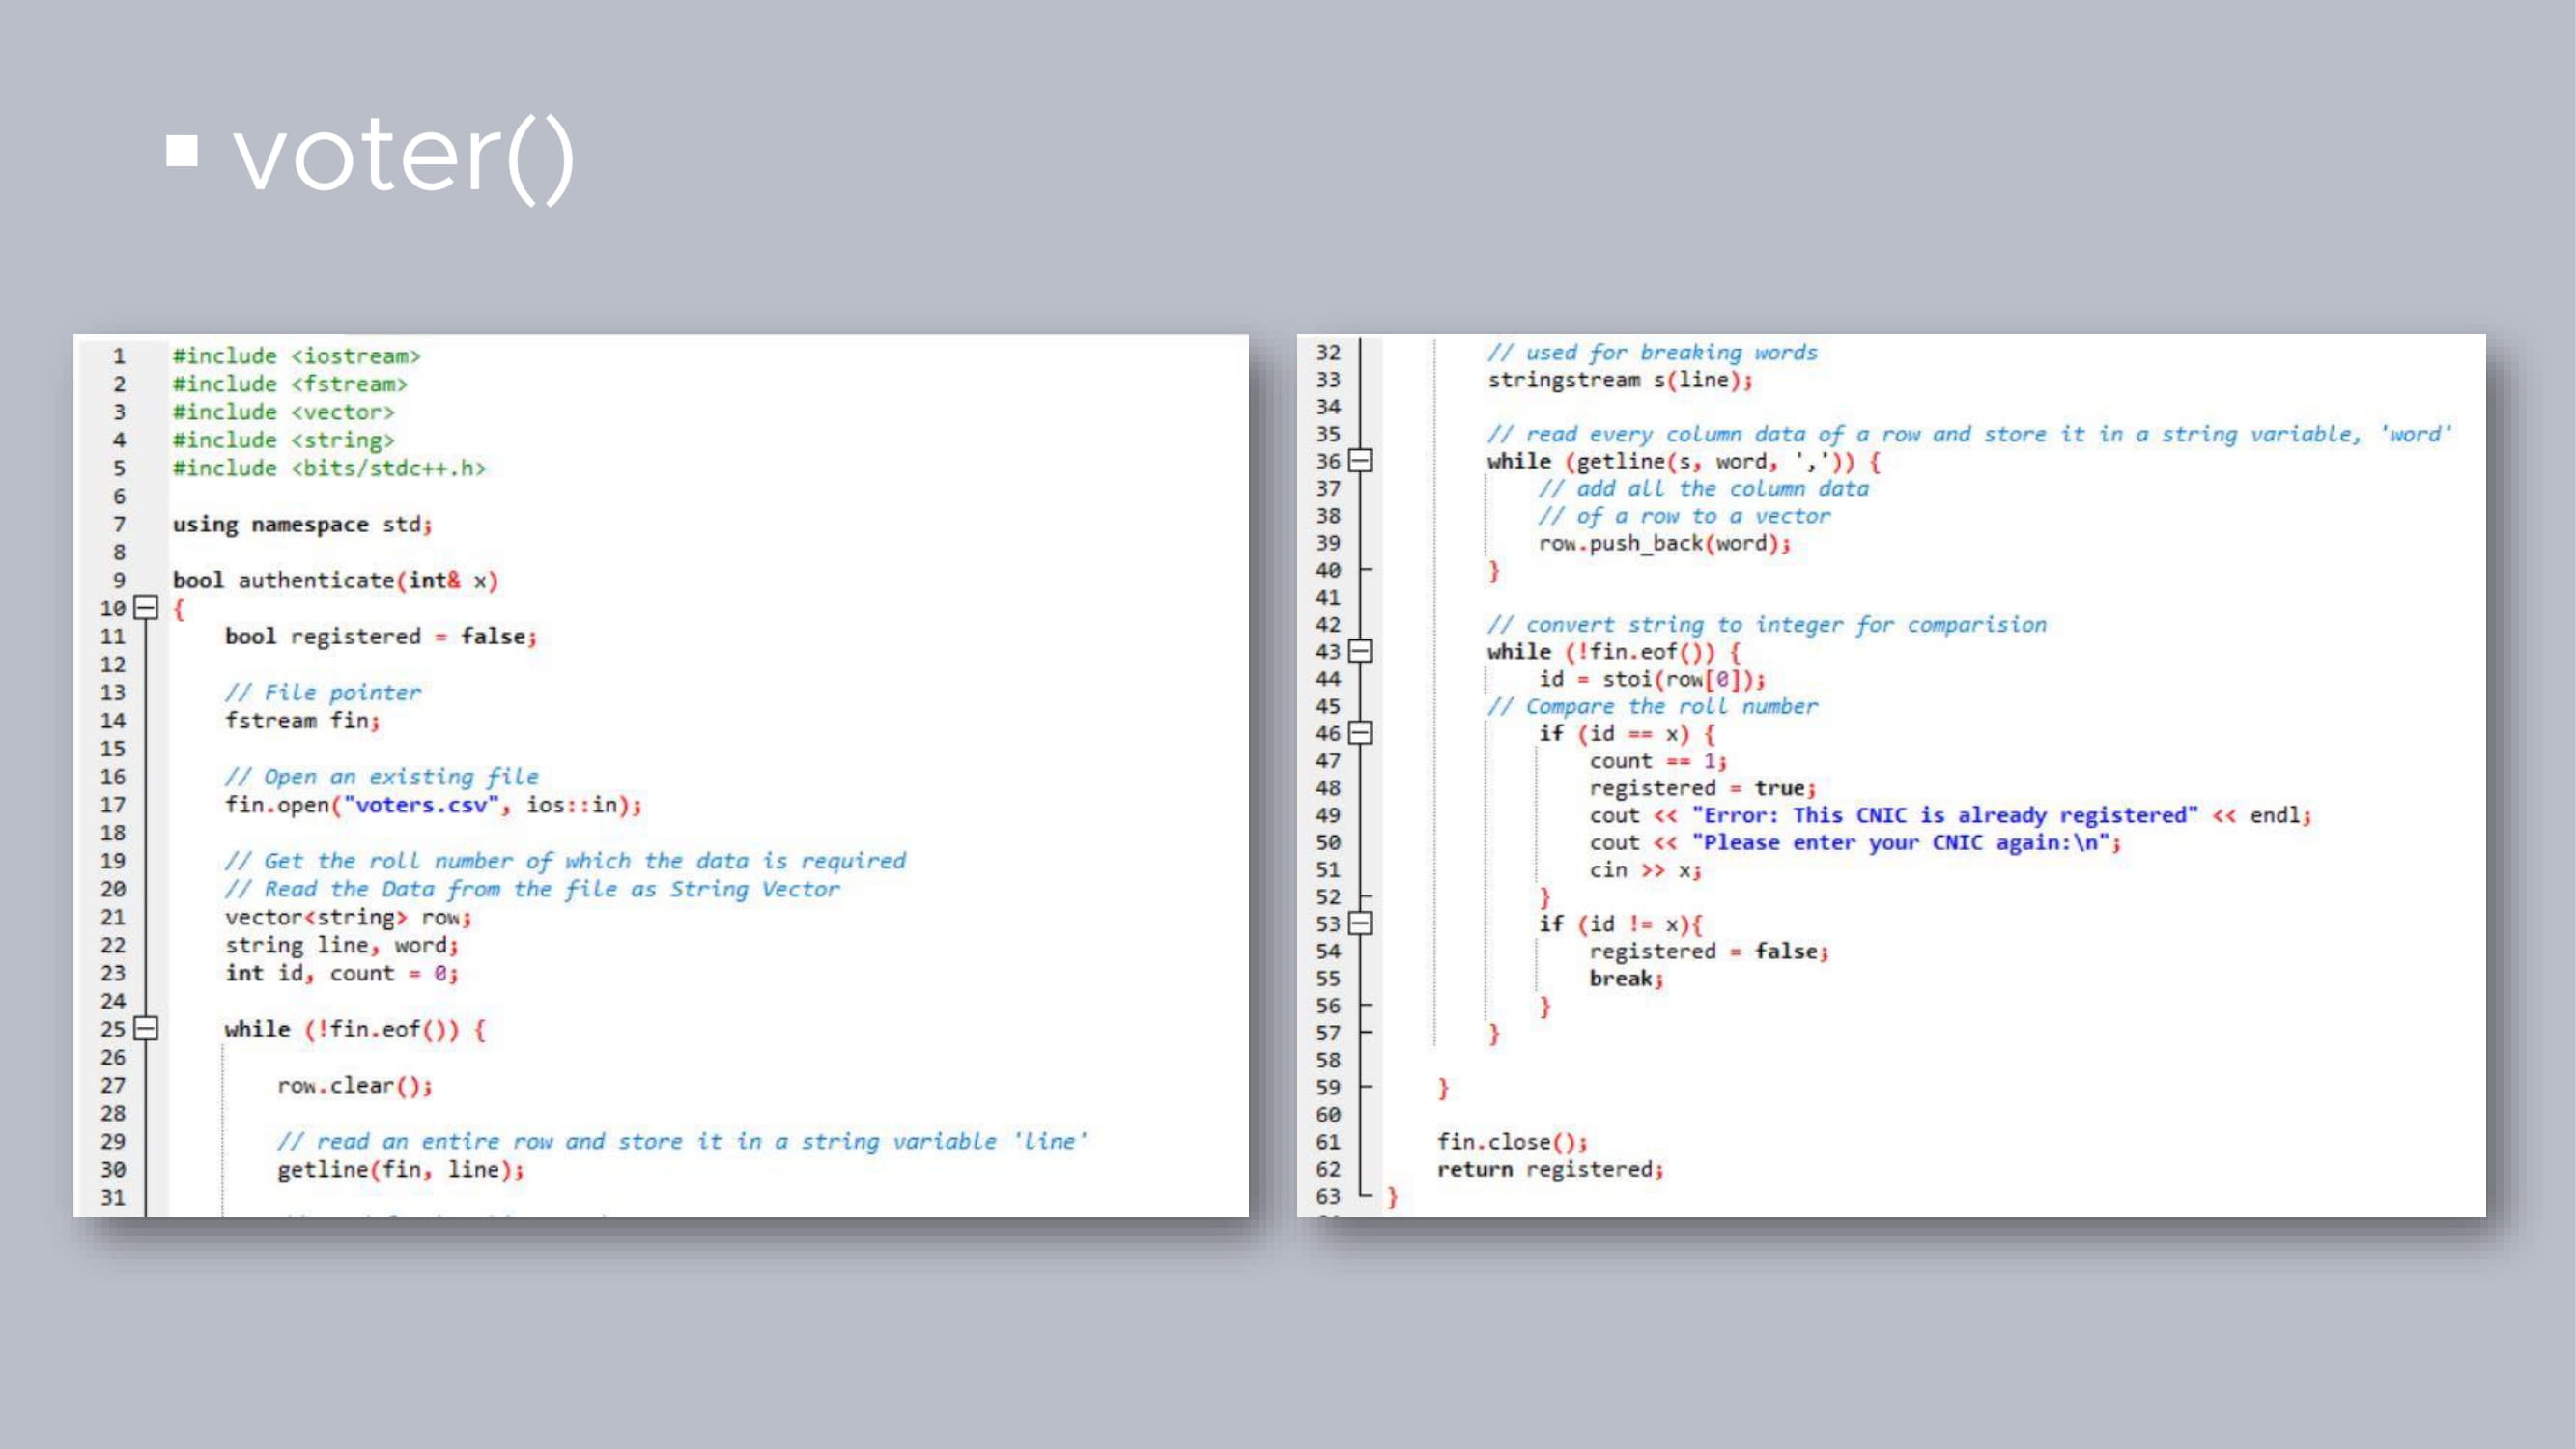 ▪ voter()
1 #include <iostream>
2 #include <fstream>
3 #include <vector>
4 #include <string>
5 #include <bits/stdc++.h>
6
7 using namespace std;
8
9 bool authenticate(int& x)
10 {
11     bool registered = false;
12
13     // File pointer
14     fstream fin;
15
16     // Open an existing file
17     fin.open("voters.csv", ios::in);
18
19     // Get the roll number of which the data is required
20     // Read the Data from the file as String Vector
21     vector<string> row;
22     string line, word;
23     int id, count = 0;
24
25     while (!fin.eof()) {
26
27         row.clear();
28
29         // read an entire row and store it in a string variable 'line'
30         getline(fin, line);
31
32         // used for breaking words
33         stringstream s(line);
34
35         // read every column data of a row and store it in a string variable, 'word'
36         while (getline(s, word, ',')) {
37             // add all the column data
38             // of a row to a vector
39             row.push_back(word);
40         }
41
42         // convert string to integer for comparision
43         while (!fin.eof()) {
44             id = stoi(row[0]);
45         // Compare the roll number
46             if (id == x) {
47                 count == 1;
48                 registered = true;
49                 cout << "Error: This CNIC is already registered" << endl;
50                 cout << "Please enter your CNIC again:\n";
51                 cin >> x;
52             }
53             if (id != x){
54                 registered = false;
55                 break;
56             }
57         }
58
59     }
60
61     fin.close();
62     return registered;
63 }